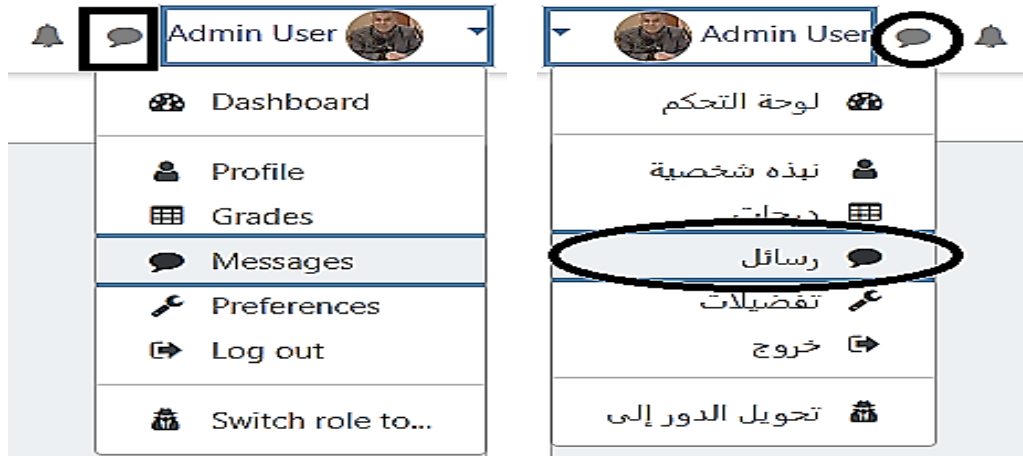 Admin User
Dashboard
Profile
Grades
Messages
Preferences
Log out
Switch role to...
Admin User
لوحة التحكم
نبذه شخصية
درجات
رسائل
تفضيلات
خروج
تحويل الدور إلى